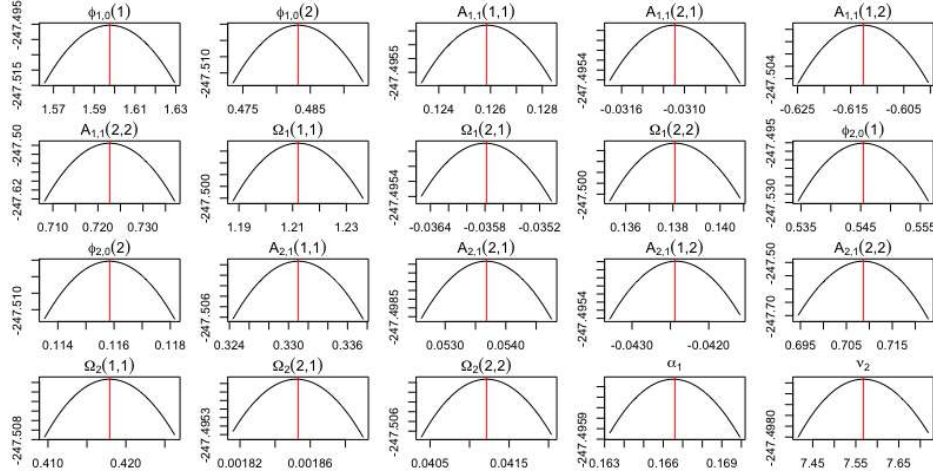 ϕ1,0(1) ϕ1,0(2) A1,1(1,1) A1,1(2,1) A1,1(1,2)
-247.515 -247.495 -247.510 -247.4955 -247.4954 -247.504
1.57 1.59 1.61 1.63 0.475 0.485 0.124 0.126 0.128 -0.0316 -0.0310 -0.625 -0.615 -0.605
A1,1(2,2) Ω1(1,1) Ω1(2,1) Ω1(2,2) ϕ2,0(1)
-247.62 -247.50 -247.500 -247.4954 -247.500 -247.530 -247.495
0.710 0.720 0.730 1.19 1.21 1.23 -0.0364 -0.0358 -0.0352 0.136 0.138 0.140 0.535 0.545 0.555
ϕ2,0(2) A2,1(1,1) A2,1(2,1) A2,1(1,2) A2,1(2,2)
-247.510 -247.506 -247.4985 -247.4954 -247.70 -247.50
0.114 0.116 0.118 0.324 0.330 0.336 0.0530 0.0540 -0.0430 -0.0420 0.695 0.705 0.715
Ω2(1,1) Ω2(2,1) Ω2(2,2) α1 ν2
-247.508 -247.4953 -247.506 -247.4959 -247.4980
0.410 0.420 0.00182 0.00186 0.0405 0.0415 0.163 0.166 0.169 7.45 7.55 7.65